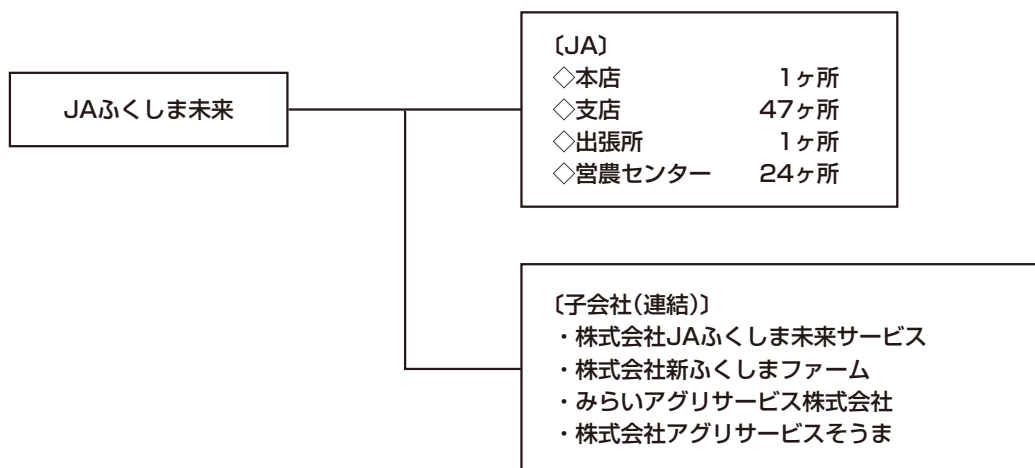 JAふくしま未来
〔JA〕
◇本店 1ヶ所
◇支店 47ヶ所
◇出張所 1ヶ所
◇営農センター 24ヶ所
〔子会社(連結)〕
・株式会社JAふくしま未来サービス
・株式会社新ふくしまファーム
・みらいアグリサービス株式会社
・株式会社アグリサービスそうま